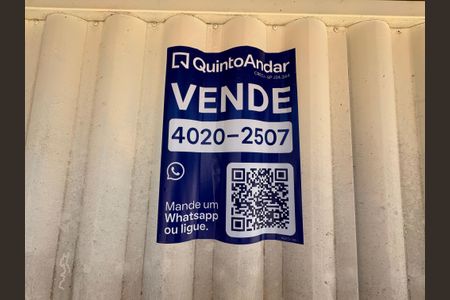 QuintoAndar
VENDE
4020-2507
Mande um
Whatsapp
ou ligue.